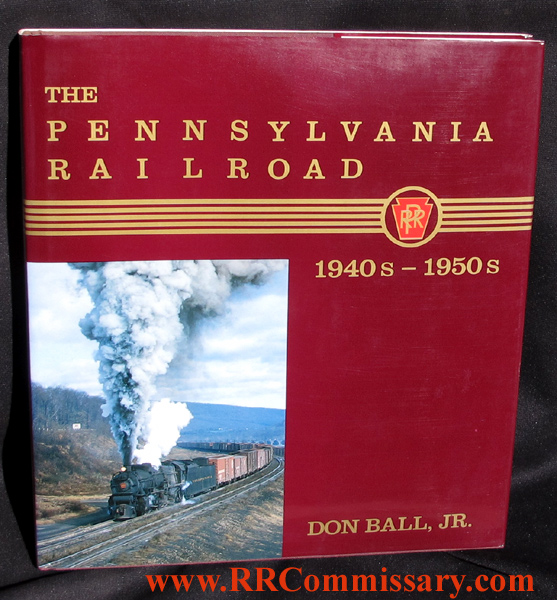 THE
PENNSYLVANIA
RAILROAD
PRR
1940s – 1950s
DON BALL, JR.
www.RRCommissary.com